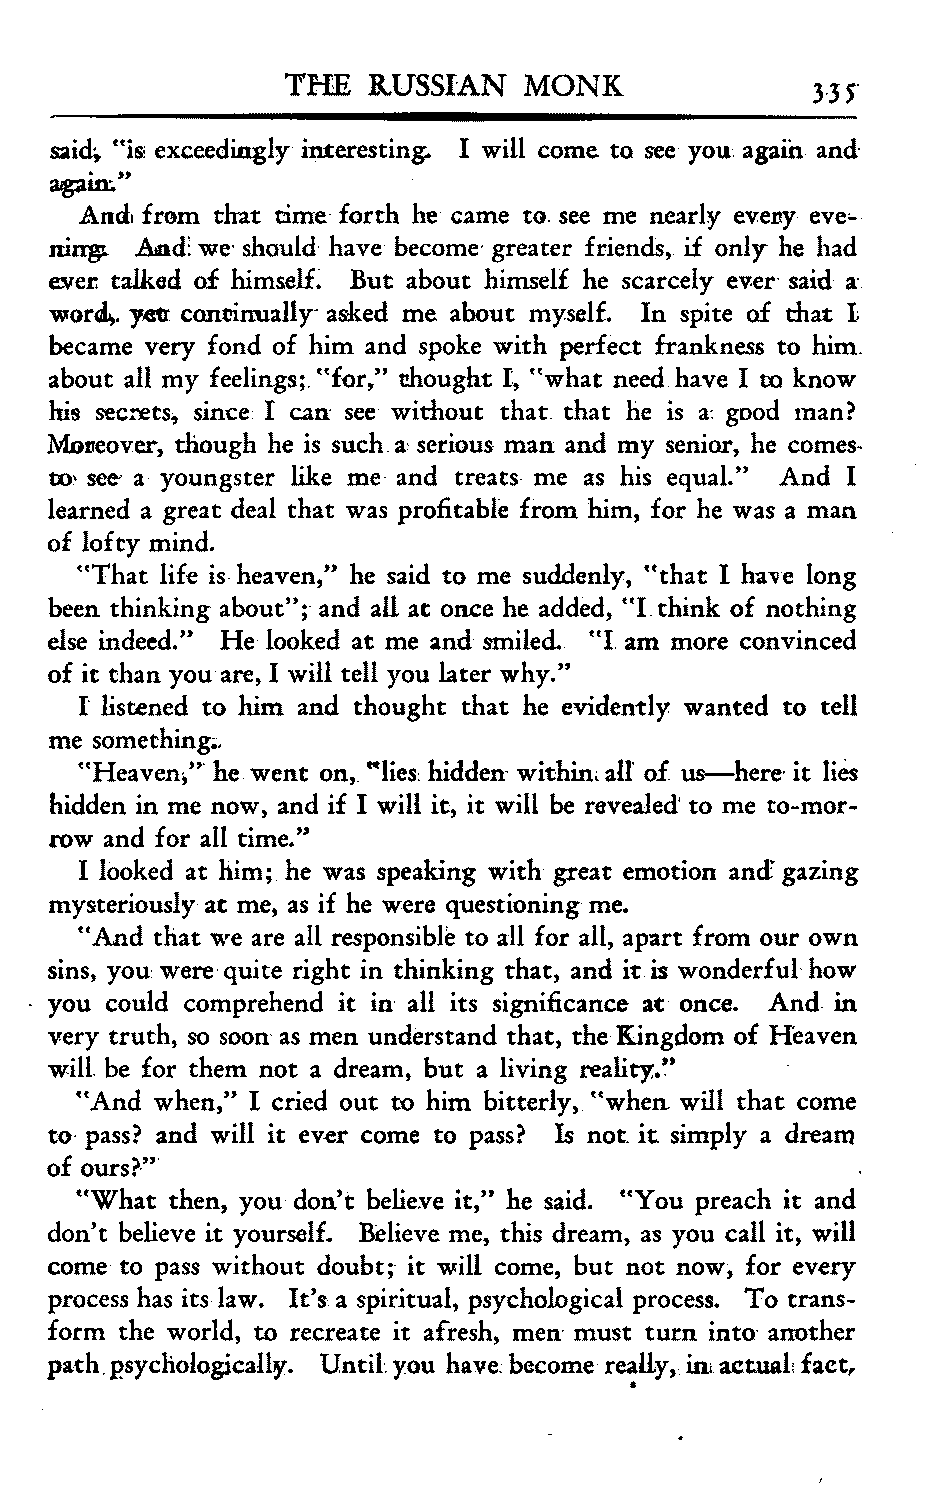 THE RUSSIAN MONK 335
said, "is exceedingly interesting. I will come to see you again and
again."
And from that time forth he came to see me nearly every eve-
ning. And we should have become greater friends, if only he had
ever talked of himself. But about himself he scarcely ever said a
word, yet continually asked me about myself. In spite of that I
became very fond of him and spoke with perfect frankness to him
about all my feelings; "for," thought I, "what need have I to know
his secrets, since I can see without that that he is a good man?
Moreover, though he is such a serious man and my senior, he comes
to see a youngster like me and treats me as his equal." And I
learned a great deal that was profitable from him, for he was a man
of lofty mind.
"That life is heaven," he said to me suddenly, "that I have long
been thinking about"; and all at once he added, "I think of nothing
else indeed." He looked at me and smiled. "I am more convinced
of it than you are, I will tell you later why."
I listened to him and thought that he evidently wanted to tell
me something.
"Heaven," he went on, "lies hidden within all of us—here it lies
hidden in me now, and if I will it, it will be revealed to me to-mor-
row and for all time."
I looked at him; he was speaking with great emotion and gazing
mysteriously at me, as if he were questioning me.
"And that we are all responsible to all for all, apart from our own
sins, you were quite right in thinking that, and it is wonderful how
you could comprehend it in all its significance at once. And in
very truth, so soon as men understand that, the Kingdom of Heaven
will be for them not a dream, but a living reality."
"And when," I cried out to him bitterly, "when will that come
to pass? and will it ever come to pass? Is not it simply a dream
of ours?"
"What then, you don't believe it," he said. "You preach it and
don't believe it yourself. Believe me, this dream, as you call it, will
come to pass without doubt; it will come, but not now, for every
process has its law. It's a spiritual, psychological process. To trans-
form the world, to recreate it afresh, men must turn into another
path psychologically. Until you have become really, in actual fact,